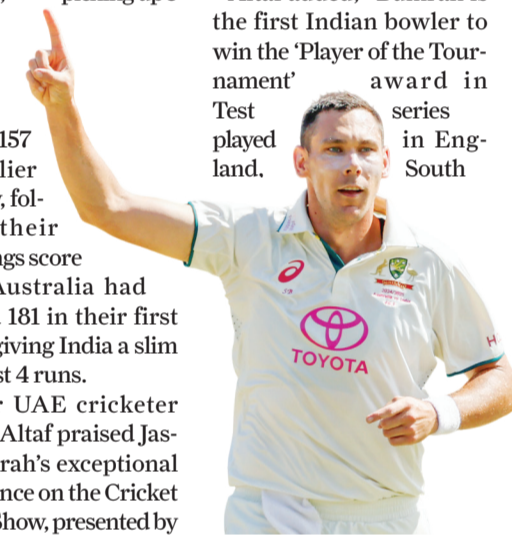 157
lier
, fol-
their
ngs score
Australia had
181 in their first
giving India a slim
st 4 runs.
UAE cricketer
Altaf praised Jas-
rah's exceptional
nce on the Cricket
Show, presented by
the first Indian bowler to
win the 'Player of the Tour-
nament' award in
Test series
played in Eng-
land, South
TOYOTA